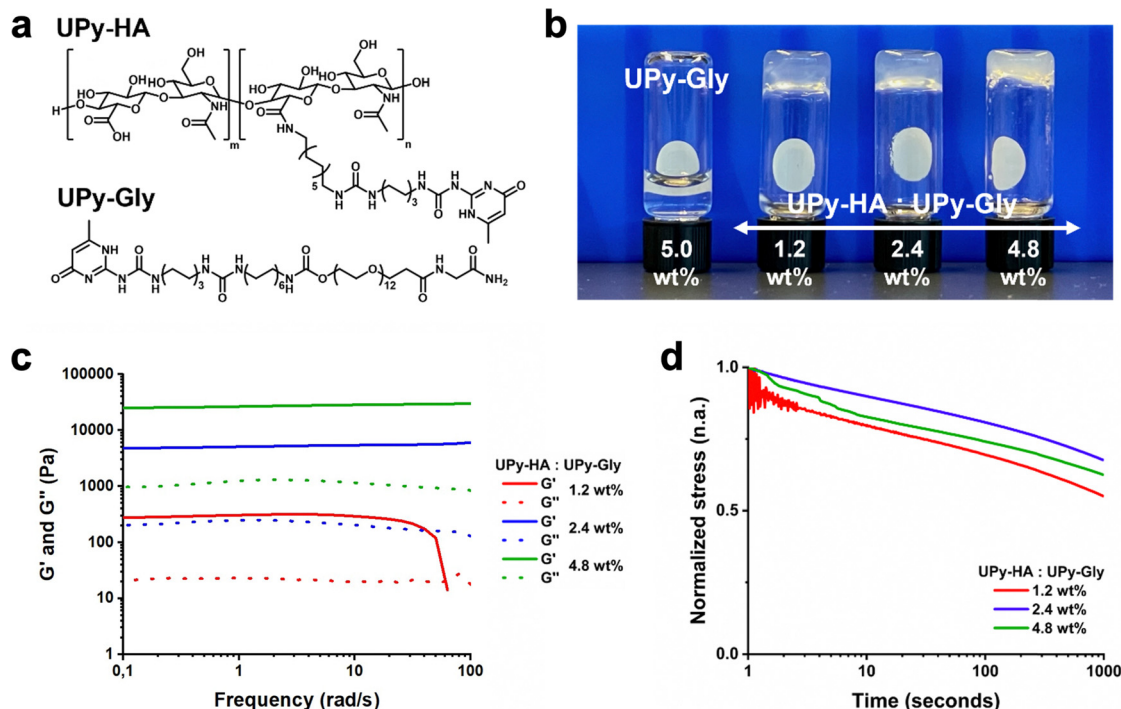 a
UPy-HA
OH
OH
OH
OH
HO
O
HO
O
HO
O
HO
O
OH
H
O
O
O
O
O
OH
NH
O
NH
O
OH
O
NH
O
m
n
5
N
H
O
N
H
3
H
N
O
H
N
N
O
NH
UPy-Gly
NH
O
N
N
H
O
N
H
3
H
N
O
N
H
6
N
H
O
O
O
12
O
H
N
O
NH₂
b
UPy-Gly
UPy-HA : UPy-Gly
5.0
wt%
1.2
wt%
2.4
wt%
4.8
wt%
c
G' and G'' (Pa)
100000
10000
1000
100
10
1
0,1
1
10
100
Frequency (rad/s)
UPy-HA : UPy-Gly
G'
1.2 wt%
G''
G'
2.4 wt%
G''
G'
4.8 wt%
G''
d
Normalized stress (n.a.)
1.0
0.5
0.0
1
10
100
1000
Time (seconds)
UPy-HA : UPy-Gly
1.2 wt%
2.4 wt%
4.8 wt%